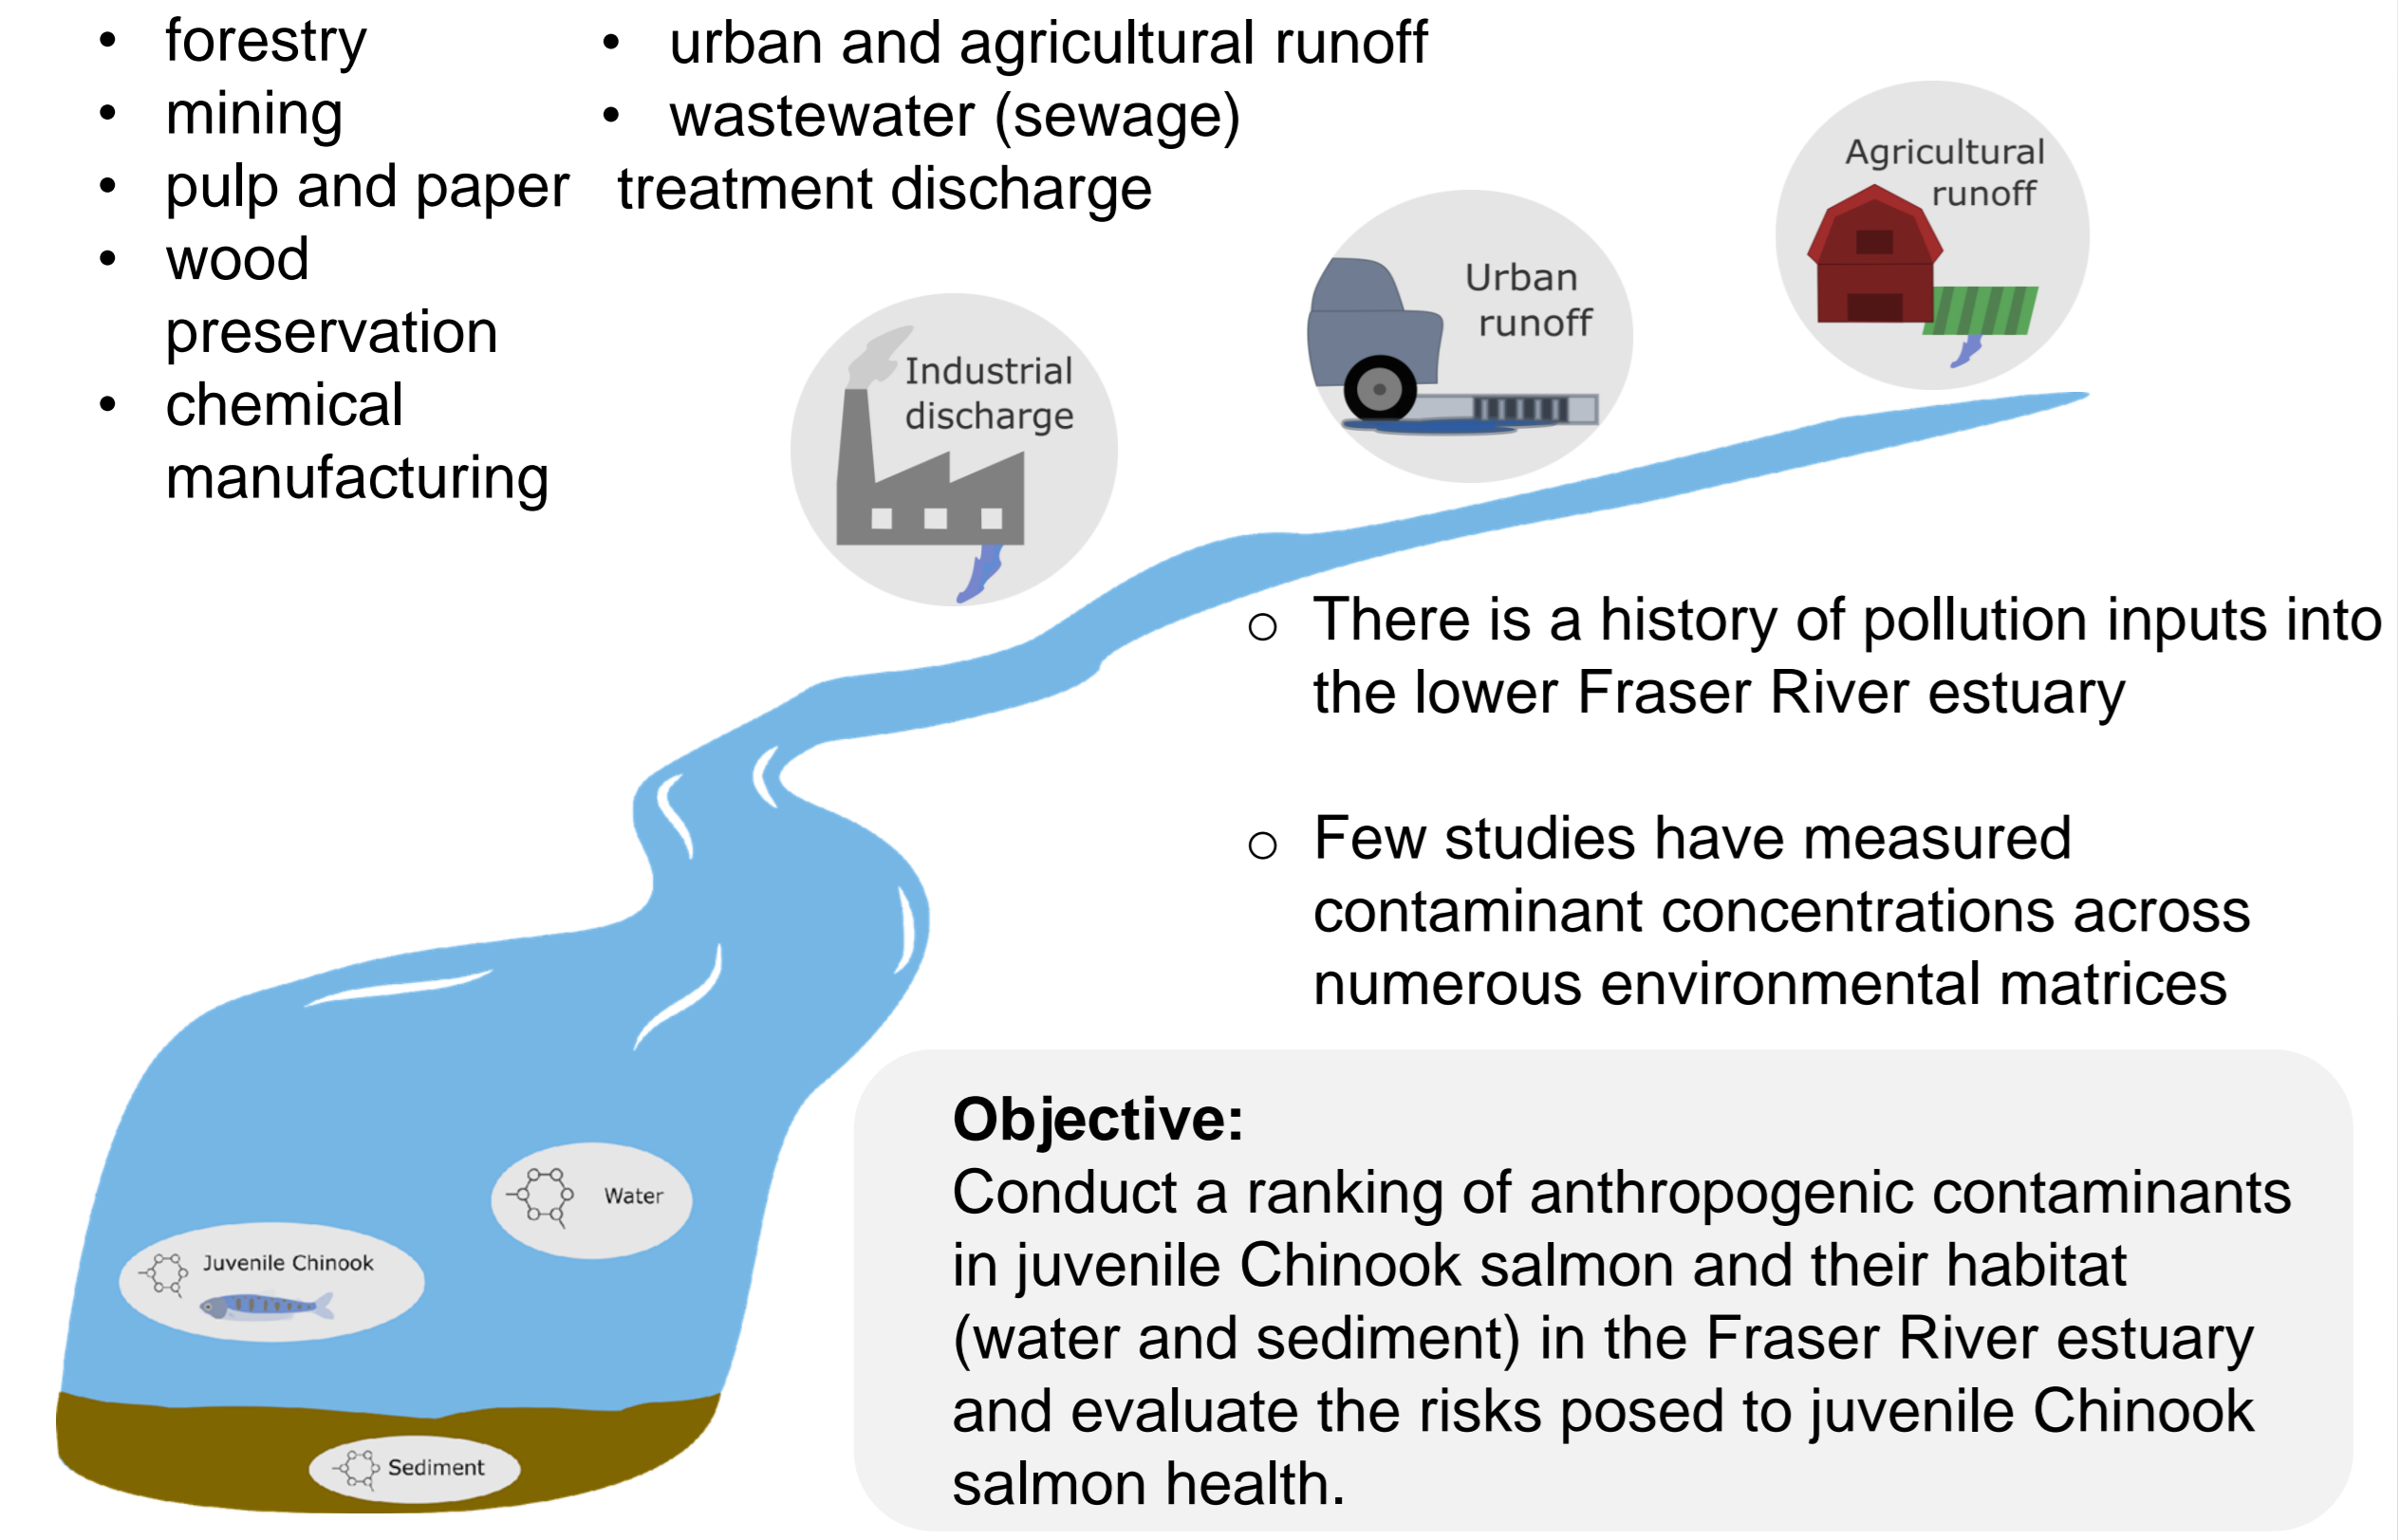 • forestry
• mining
• pulp and paper
• wood
preservation
• chemical
manufacturing
• urban and agricultural runoff
• wastewater (sewage)
treatment discharge
Agricultural
runoff
Urban
runoff
Industrial
discharge
○ There is a history of pollution inputs into
the lower Fraser River estuary
○ Few studies have measured
contaminant concentrations across
numerous environmental matrices
Water
Juvenile Chinook
Sediment
Objective:
Conduct a ranking of anthropogenic contaminants
in juvenile Chinook salmon and their habitat
(water and sediment) in the Fraser River estuary
and evaluate the risks posed to juvenile Chinook
salmon health.